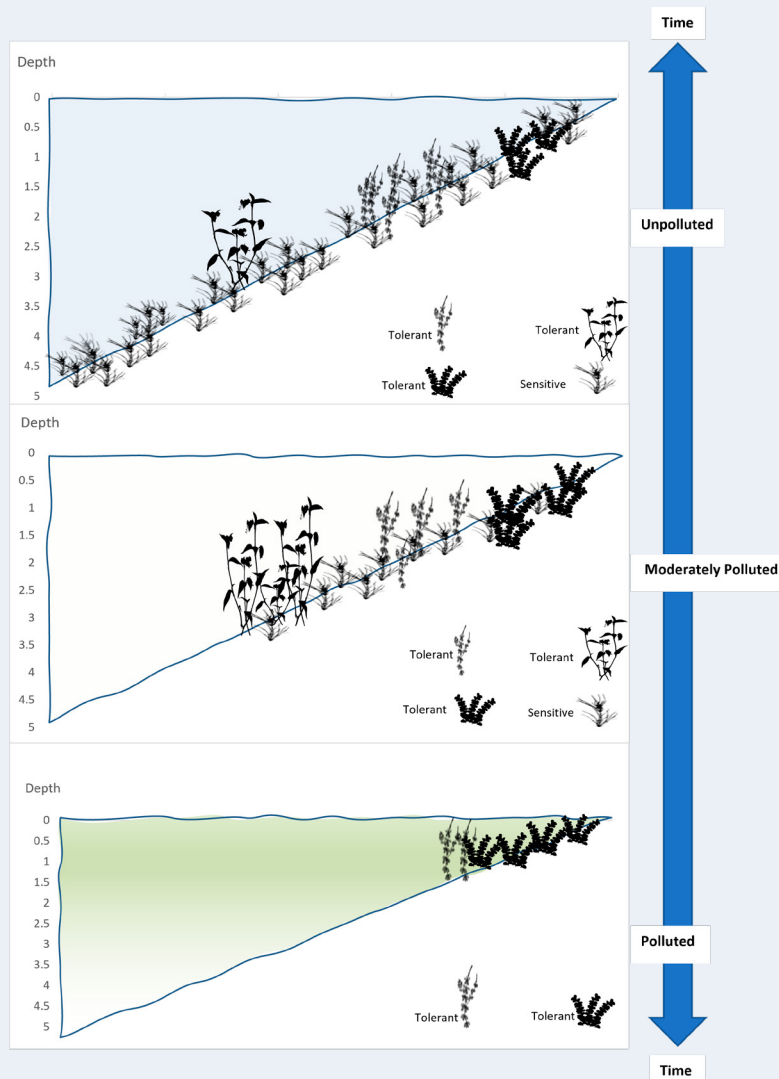 Time
Depth
0
0.5
1
1.5
2
2.5
3
3.5
4
4.5
5
Unpolluted
Tolerant
Tolerant
Tolerant
Sensitive
Depth
0
0.5
1
1.5
2
2.5
3
3.5
4
4.5
5
Moderately Polluted
Tolerant
Tolerant
Tolerant
Sensitive
Depth
0
0.5
1
1.5
2
2.5
3
3.5
4
4.5
5
Polluted
Tolerant
Tolerant
Time